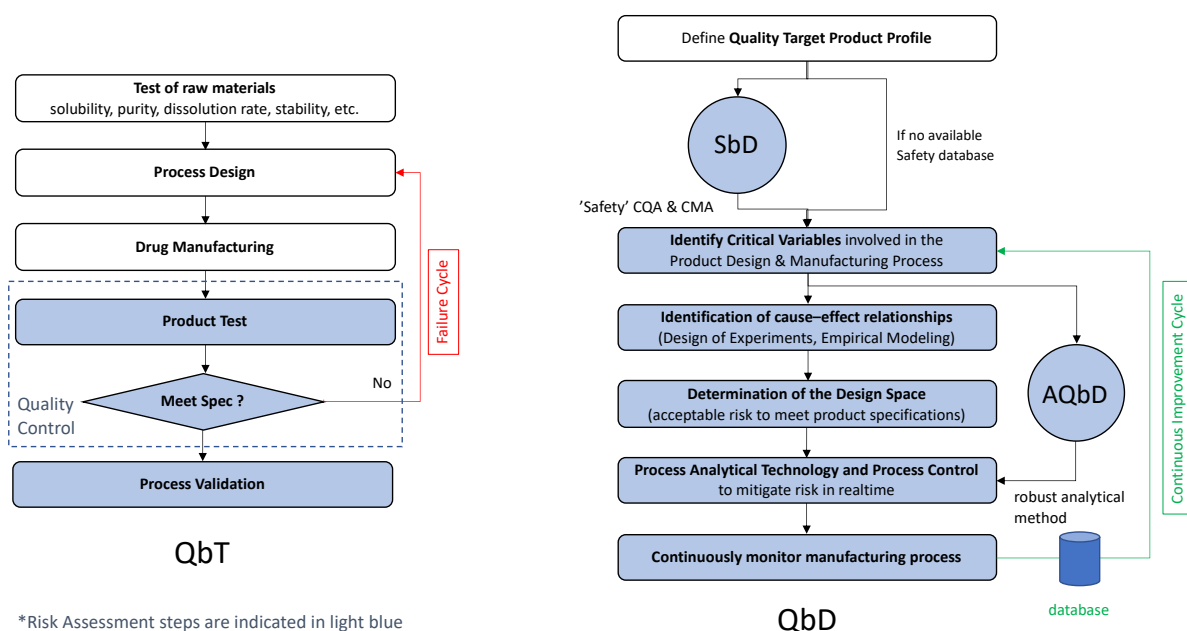 Test of raw materials
solubility, purity, dissolution rate, stability, etc.
Process Design
Drug Manufacturing
Product Test
Meet Spec ?
No
Quality
Control
Failure Cycle
Process Validation
QbT
*Risk Assessment steps are indicated in light blue
Define Quality Target Product Profile
SbD
If no available
Safety database
’Safety’ CQA & CMA
Identify Critical Variables involved in the
Product Design & Manufacturing Process
Identification of cause–effect relationships
(Design of Experiments, Empirical Modeling)
Determination of the Design Space
(acceptable risk to meet product specifications)
AQbD
Process Analytical Technology and Process Control
to mitigate risk in realtime
robust analytical
method
Continuously monitor manufacturing process
Continuous Improvement Cycle
database
QbD